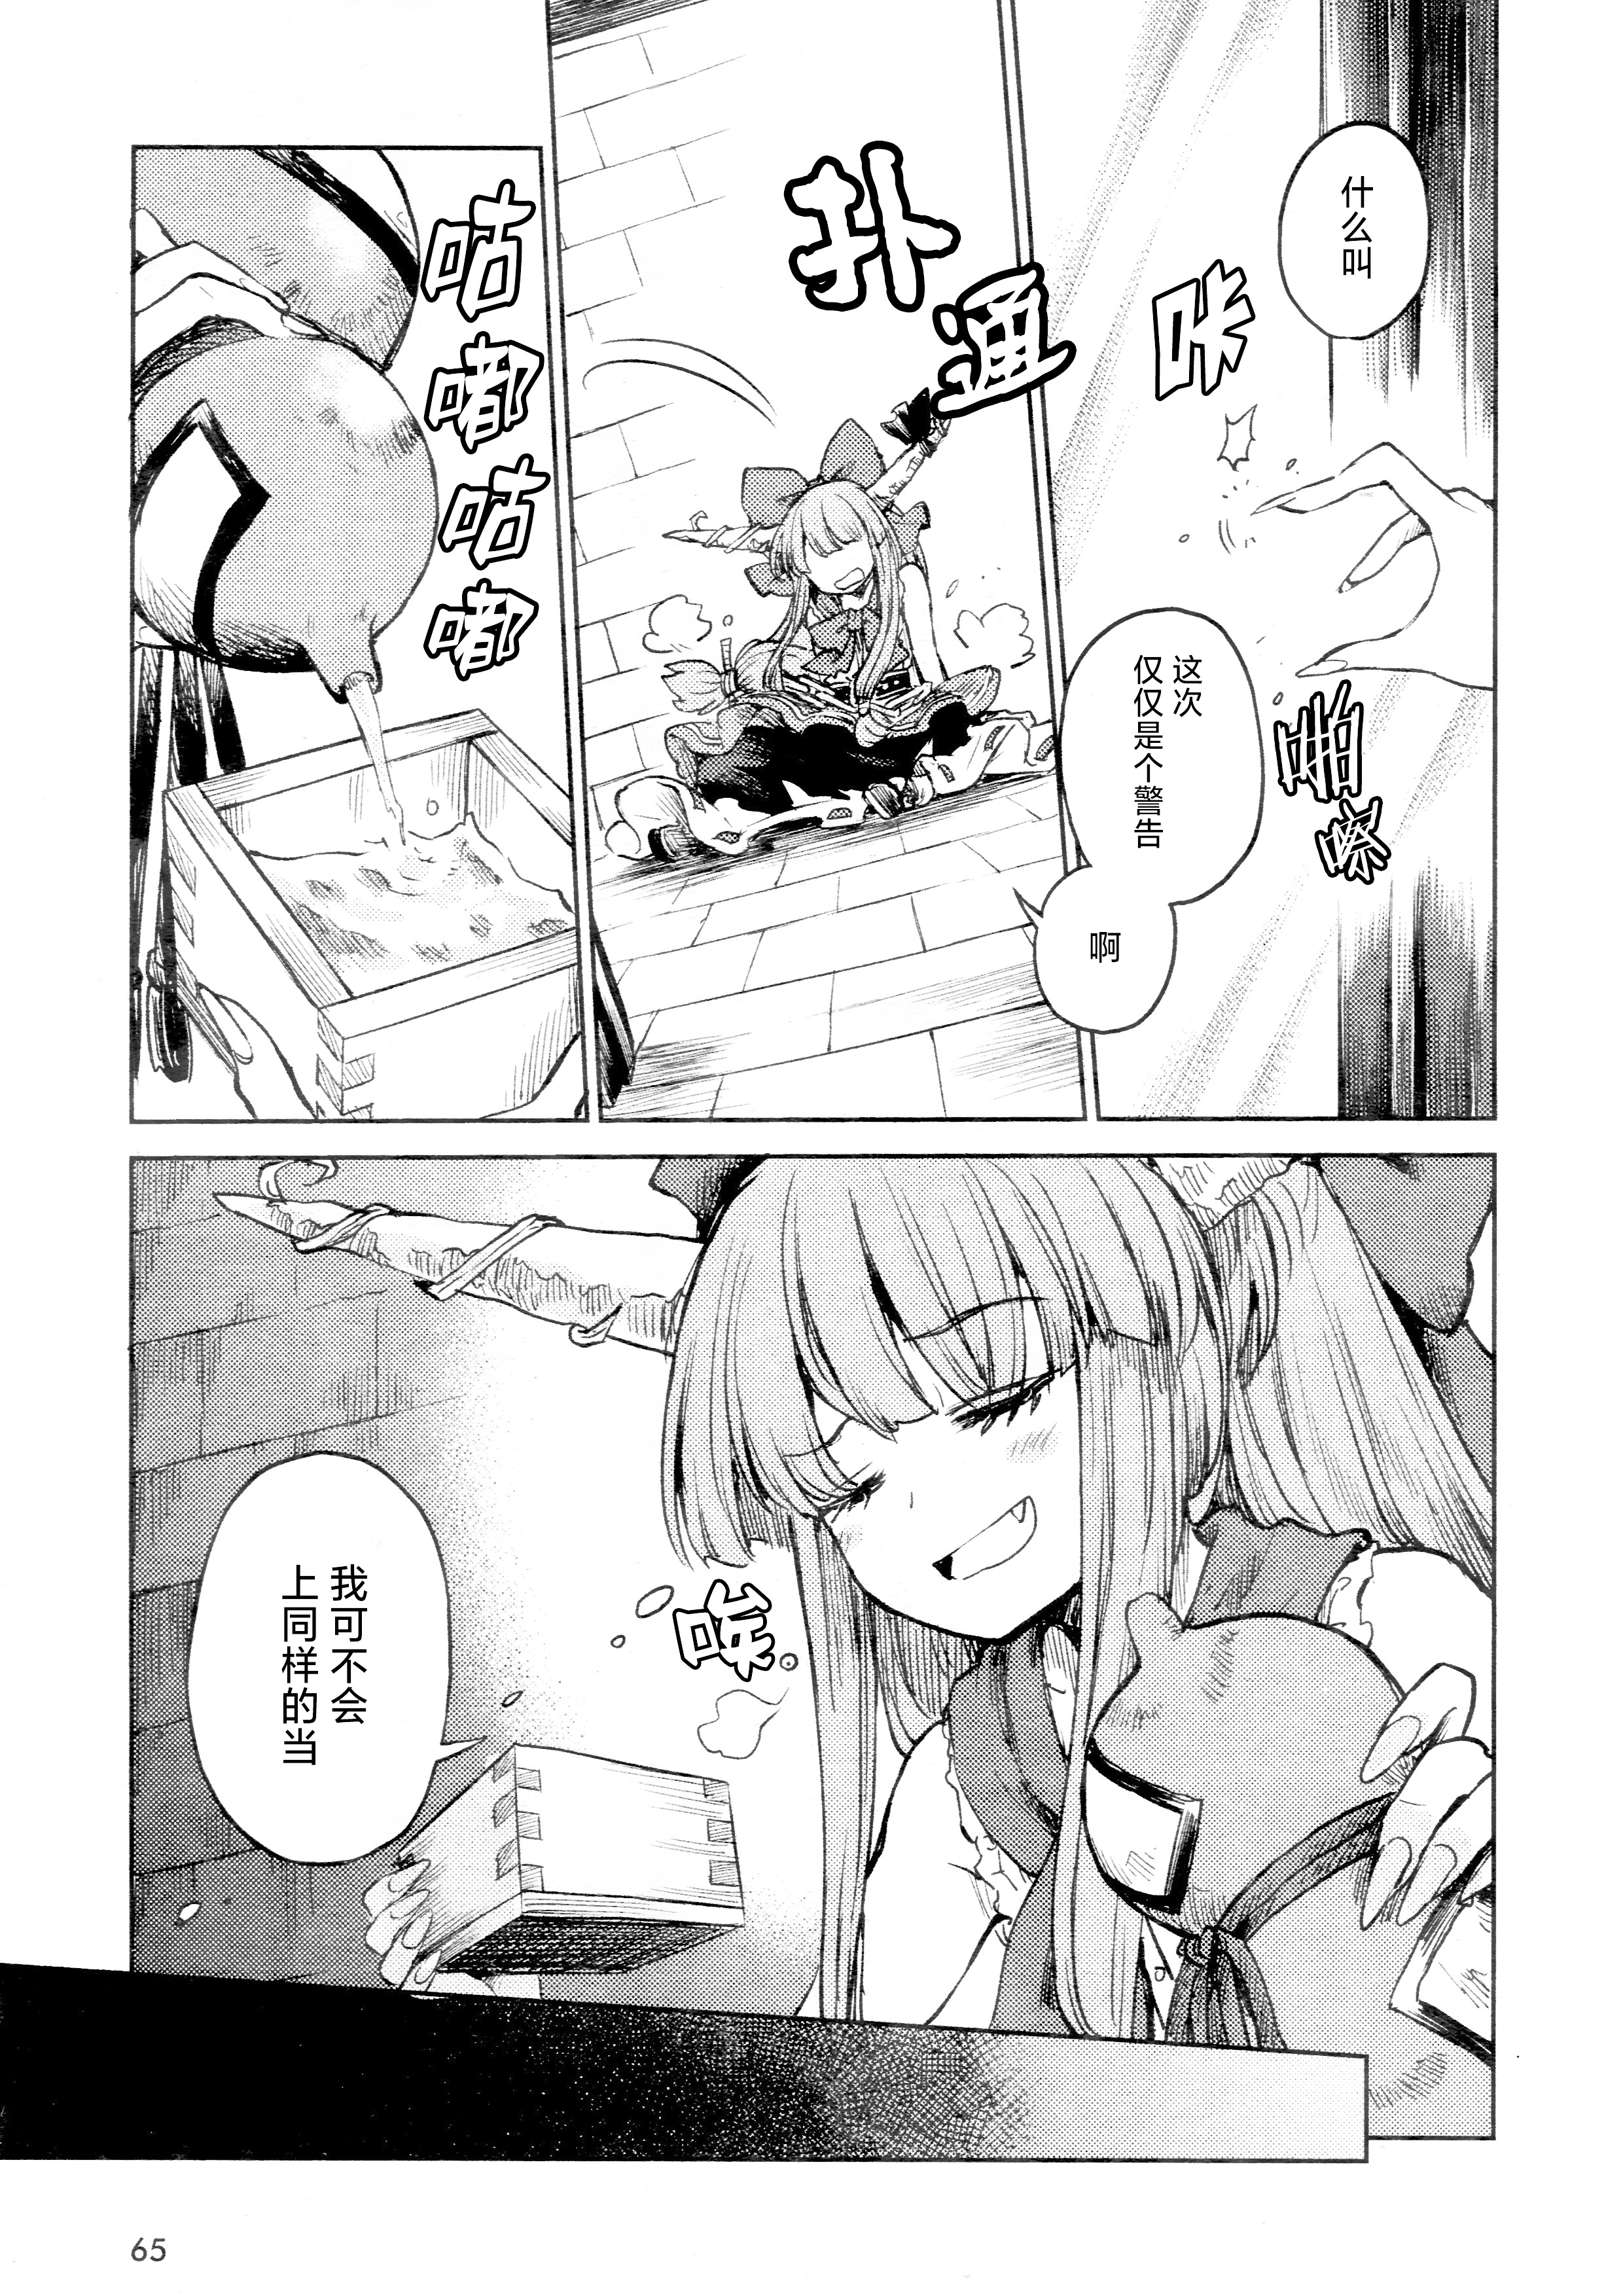 什么叫
咔
啪嚓
这次
仅仅是个警告
啊
扑通
咕嘟咕嘟
唉。
我可不会
上同样的当
65